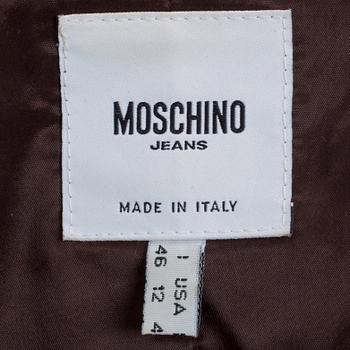 MOSCHINO
JEANS
MADE IN ITALY
I USA
46 12 4